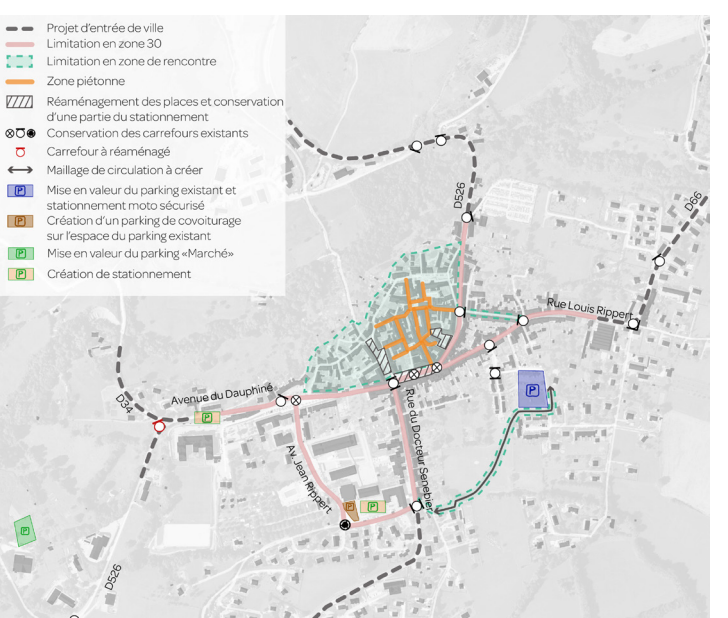 Projet d'entrée de ville
Limitation en zone 30
Limitation en zone de rencontre
Zone piétonne
Réaménagement des places et conservation
d'une partie du stationnement
Conservation des carrefours existants
Carrefour à réaménagé
Maillage de circulation à créer
P Mise en valeur du parking existant et
stationnement moto sécurisé
P Création d'un parking de covoiturage
sur l'espace du parking existant
P Mise en valeur du parking «Marché»
P Création de stationnement
D526
D66
Rue Louis Rippert
Avenue du Dauphiné
D34
P
P
Rue du Docteur Senebier
Av. Jean Rippert
P
P
P
D526